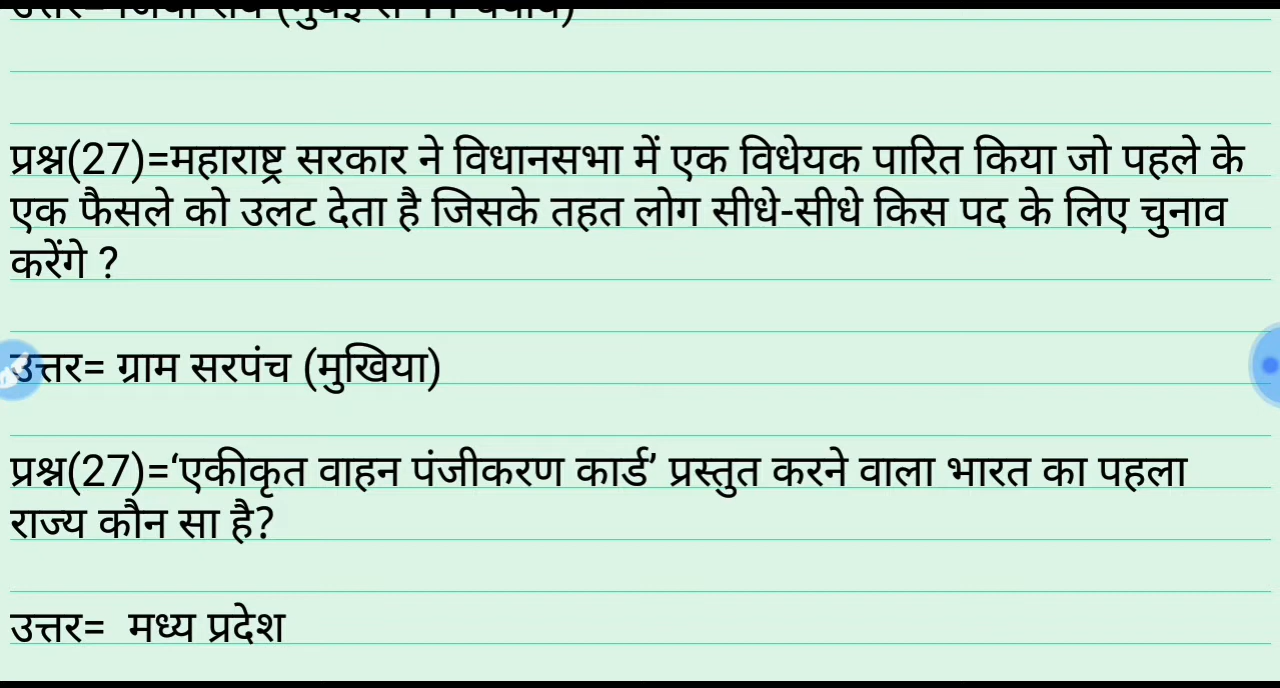 प्रश्न(27)=महाराष्ट्र सरकार ने विधानसभा में एक विधेयक पारित किया जो पहले के
एक फैसले को उलट देता है जिसके तहत लोग सीधे-सीधे किस पद के लिए चुनाव
करेंगे ?
उत्तर= ग्राम सरपंच (मुखिया)
प्रश्न(27)=‘एकीकृत वाहन पंजीकरण कार्ड’ प्रस्तुत करने वाला भारत का पहला
राज्य कौन सा है?
उत्तर= मध्य प्रदेश